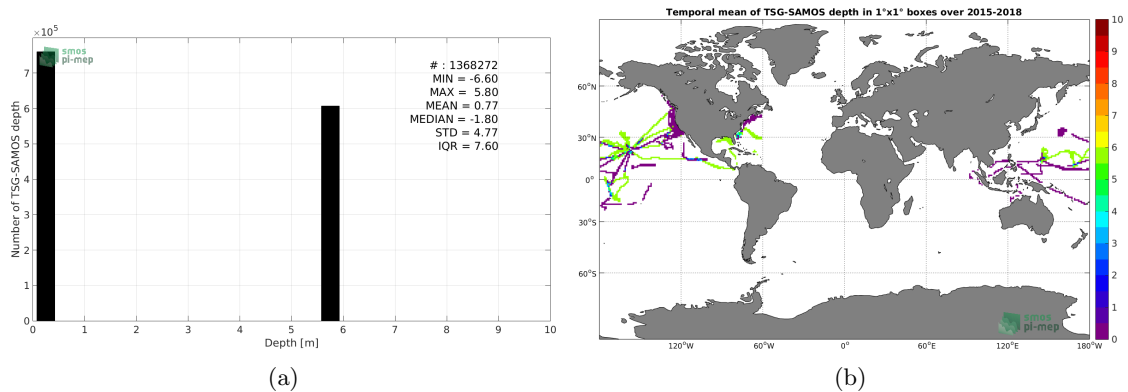 ×10⁵
smos
pi-mep
# : 1368272
MIN = -6.60
MAX = 5.80
MEAN = 0.77
MEDIAN = -1.80
STD = 4.77
IQR = 7.60
Number of TSG-SAMOS depth
7
6
5
4
3
2
1
0
0 1 2 3 4 5 6 7 8 9 10
Depth [m]
(a)
Temporal mean of TSG-SAMOS depth in 1°x1° boxes over 2015-2018
60°N
30°N
0°
30°S
60°S
120°W 60°W 0° 60°E 120°E 180°W
smos
pi-mep
10
9
8
7
6
5
4
3
2
1
0
(b)